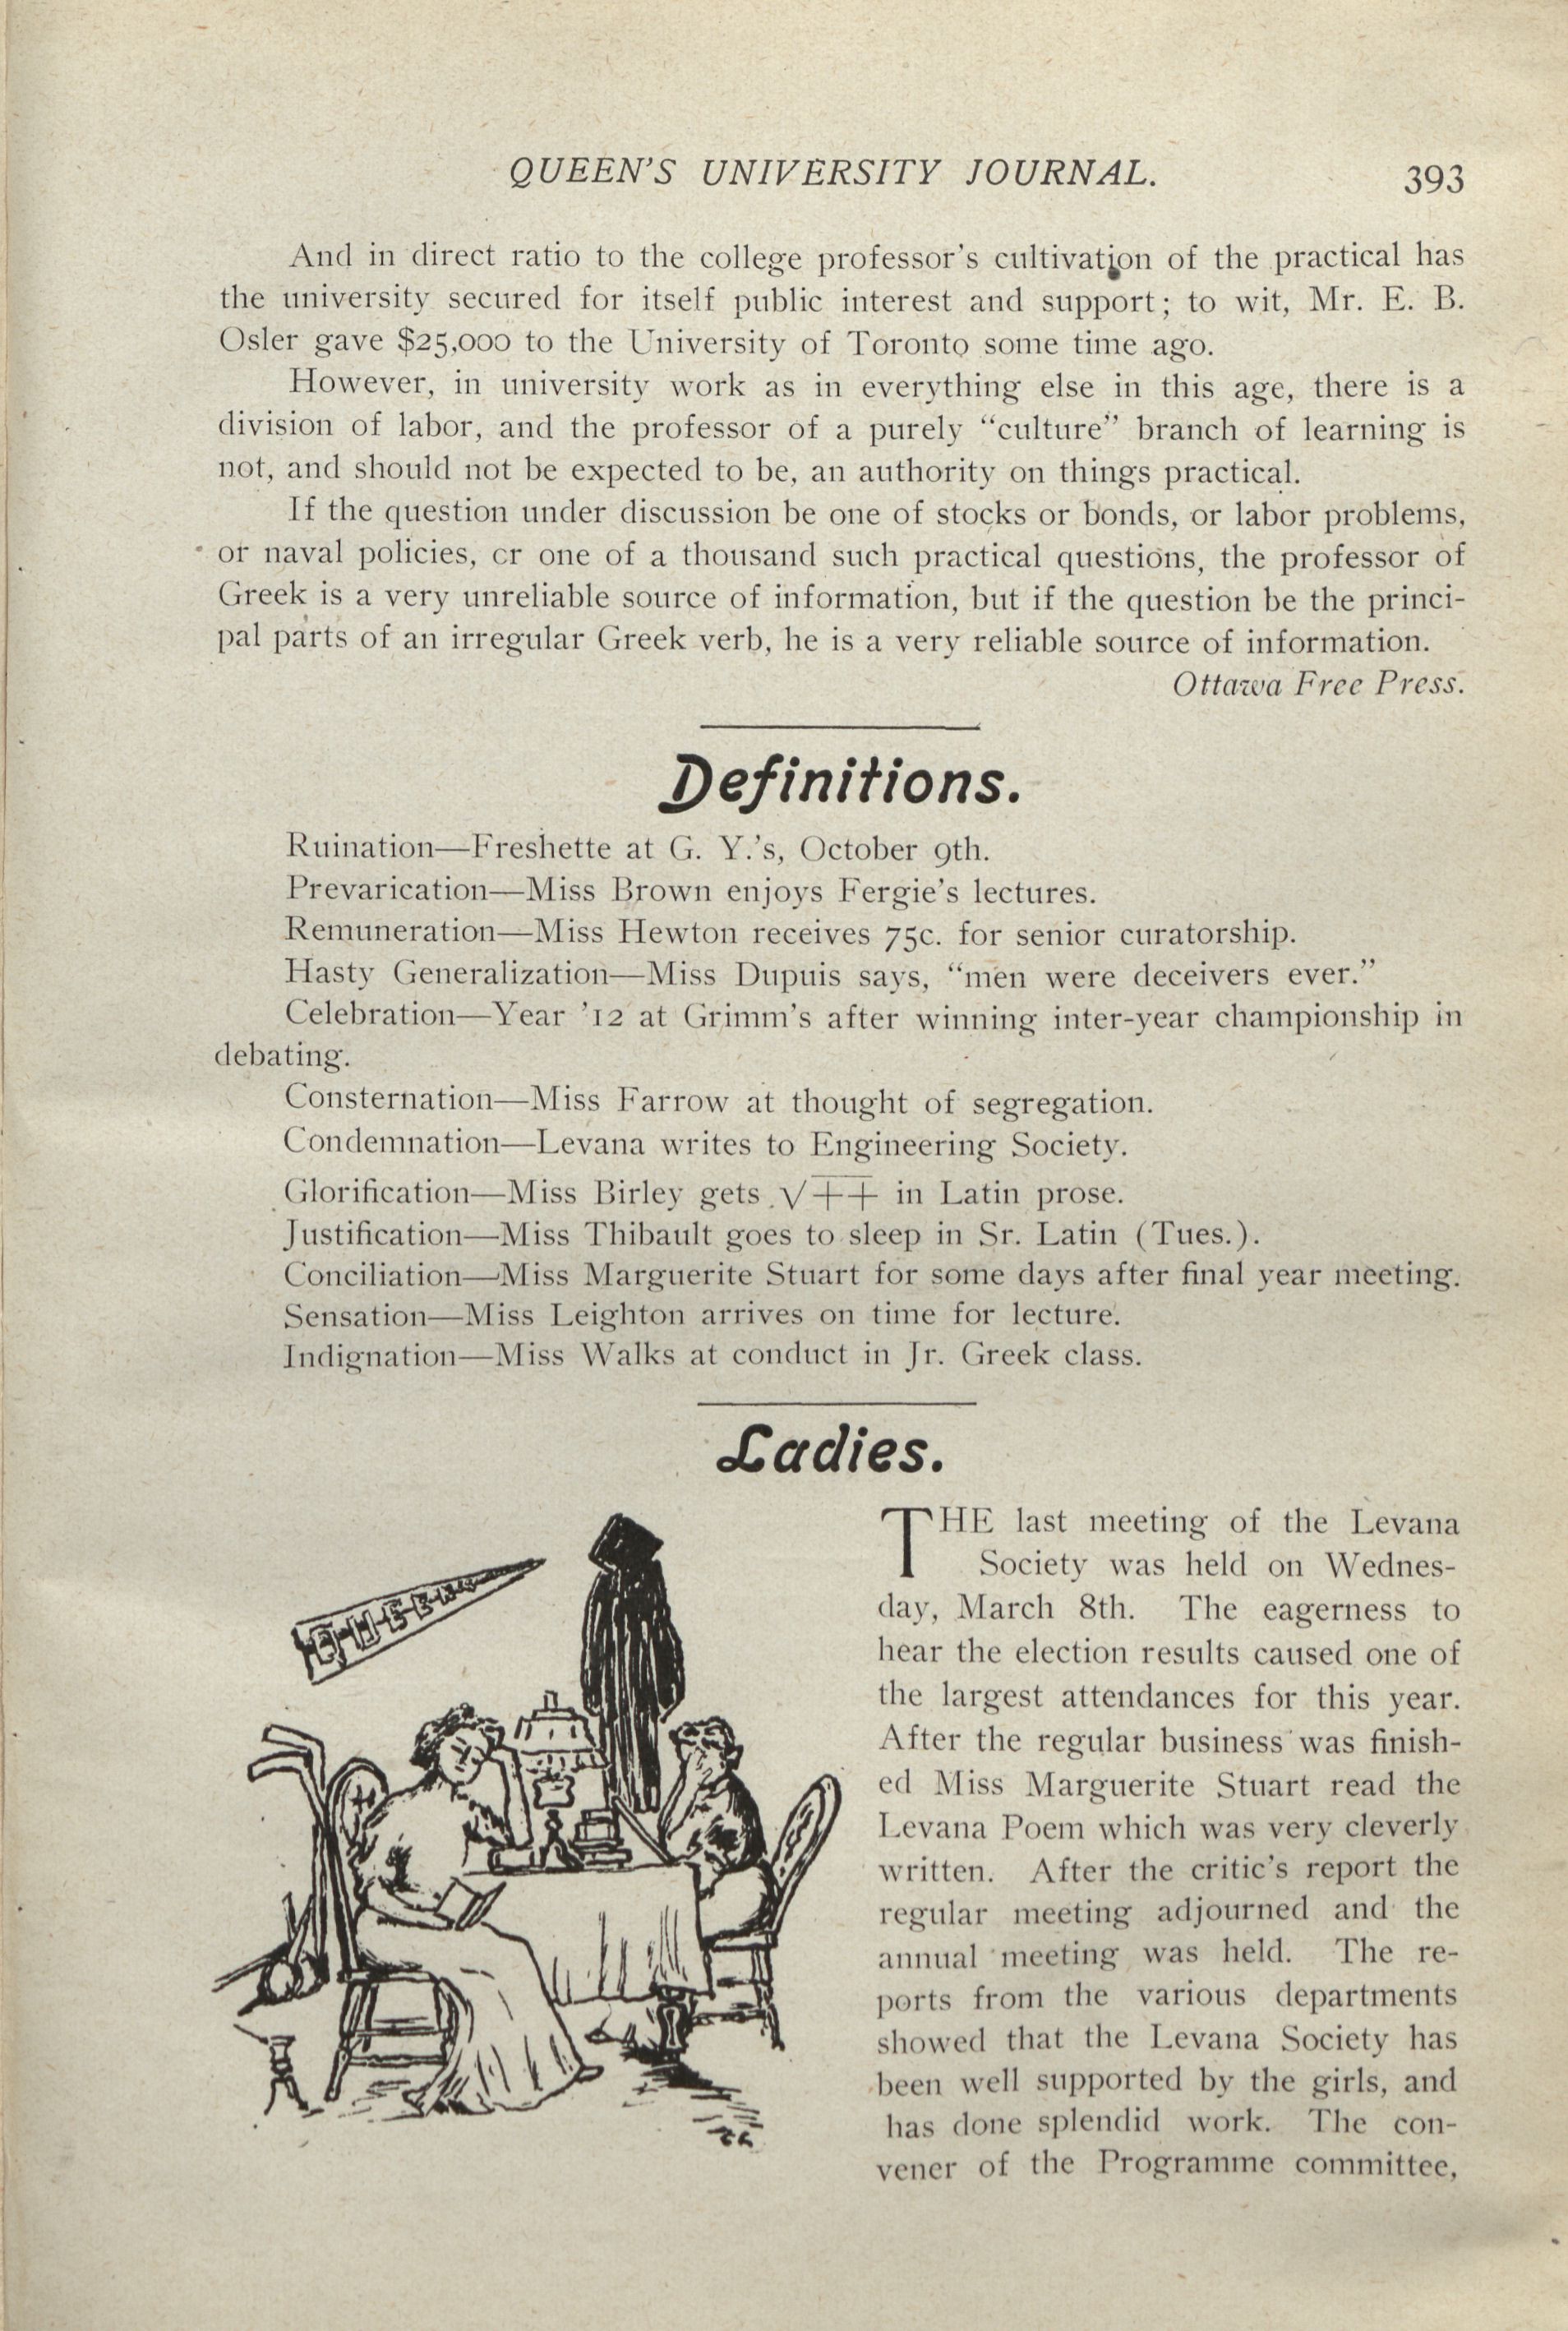 QUEEN'S UNIVERSITY JOURNAL. 393
And in direct ratio to the college professor's cultivation of the practical has
the university secured for itself public interest and support; to wit, Mr. E. B.
Osler gave $25,000 to the University of Toronto some time ago.
However, in university work as in everything else in this age, there is a
division of labor, and the professor of a purely “culture” branch of learning is
not, and should not be expected to be, an authority on things practical.
If the question under discussion be one of stocks or bonds, or labor problems,
or naval policies, cr one of a thousand such practical questions, the professor of
Greek is a very unreliable source of information, but if the question be the princi-
pal parts of an irregular Greek verb, he is a very reliable source of information.
Ottawa Free Press.
Definitions.
Ruination—Freshette at G. Y.'s, October 9th.
Prevarication—Miss Brown enjoys Fergie's lectures.
Remuneration—Miss Hewton receives 75c. for senior curatorship.
Hasty Generalization—Miss Dupuis says, “men were deceivers ever.”
Celebration—Year '12 at Grimm's after winning inter-year championship in
debating.
Consternation—Miss Farrow at thought of segregation.
Condemnation—Levana writes to Engineering Society.
Glorification—Miss Birley gets √++ in Latin prose.
Justification—Miss Thibault goes to sleep in Sr. Latin (Tues.).
Conciliation—Miss Marguerite Stuart for some days after final year meeting.
Sensation—Miss Leighton arrives on time for lecture.
Indignation—Miss Walks at conduct in Jr. Greek class.
Ladies.
QUEENS
THE last meeting of the Levana
Society was held on Wednes-
day, March 8th. The eagerness to
hear the election results caused one of
the largest attendances for this year.
After the regular business was finish-
ed Miss Marguerite Stuart read the
Levana Poem which was very cleverly
written. After the critic's report the
regular meeting adjourned and the
annual meeting was held. The re-
ports from the various departments
showed that the Levana Society has
been well supported by the girls, and
has done splendid work. The con-
vener of the Programme committee,